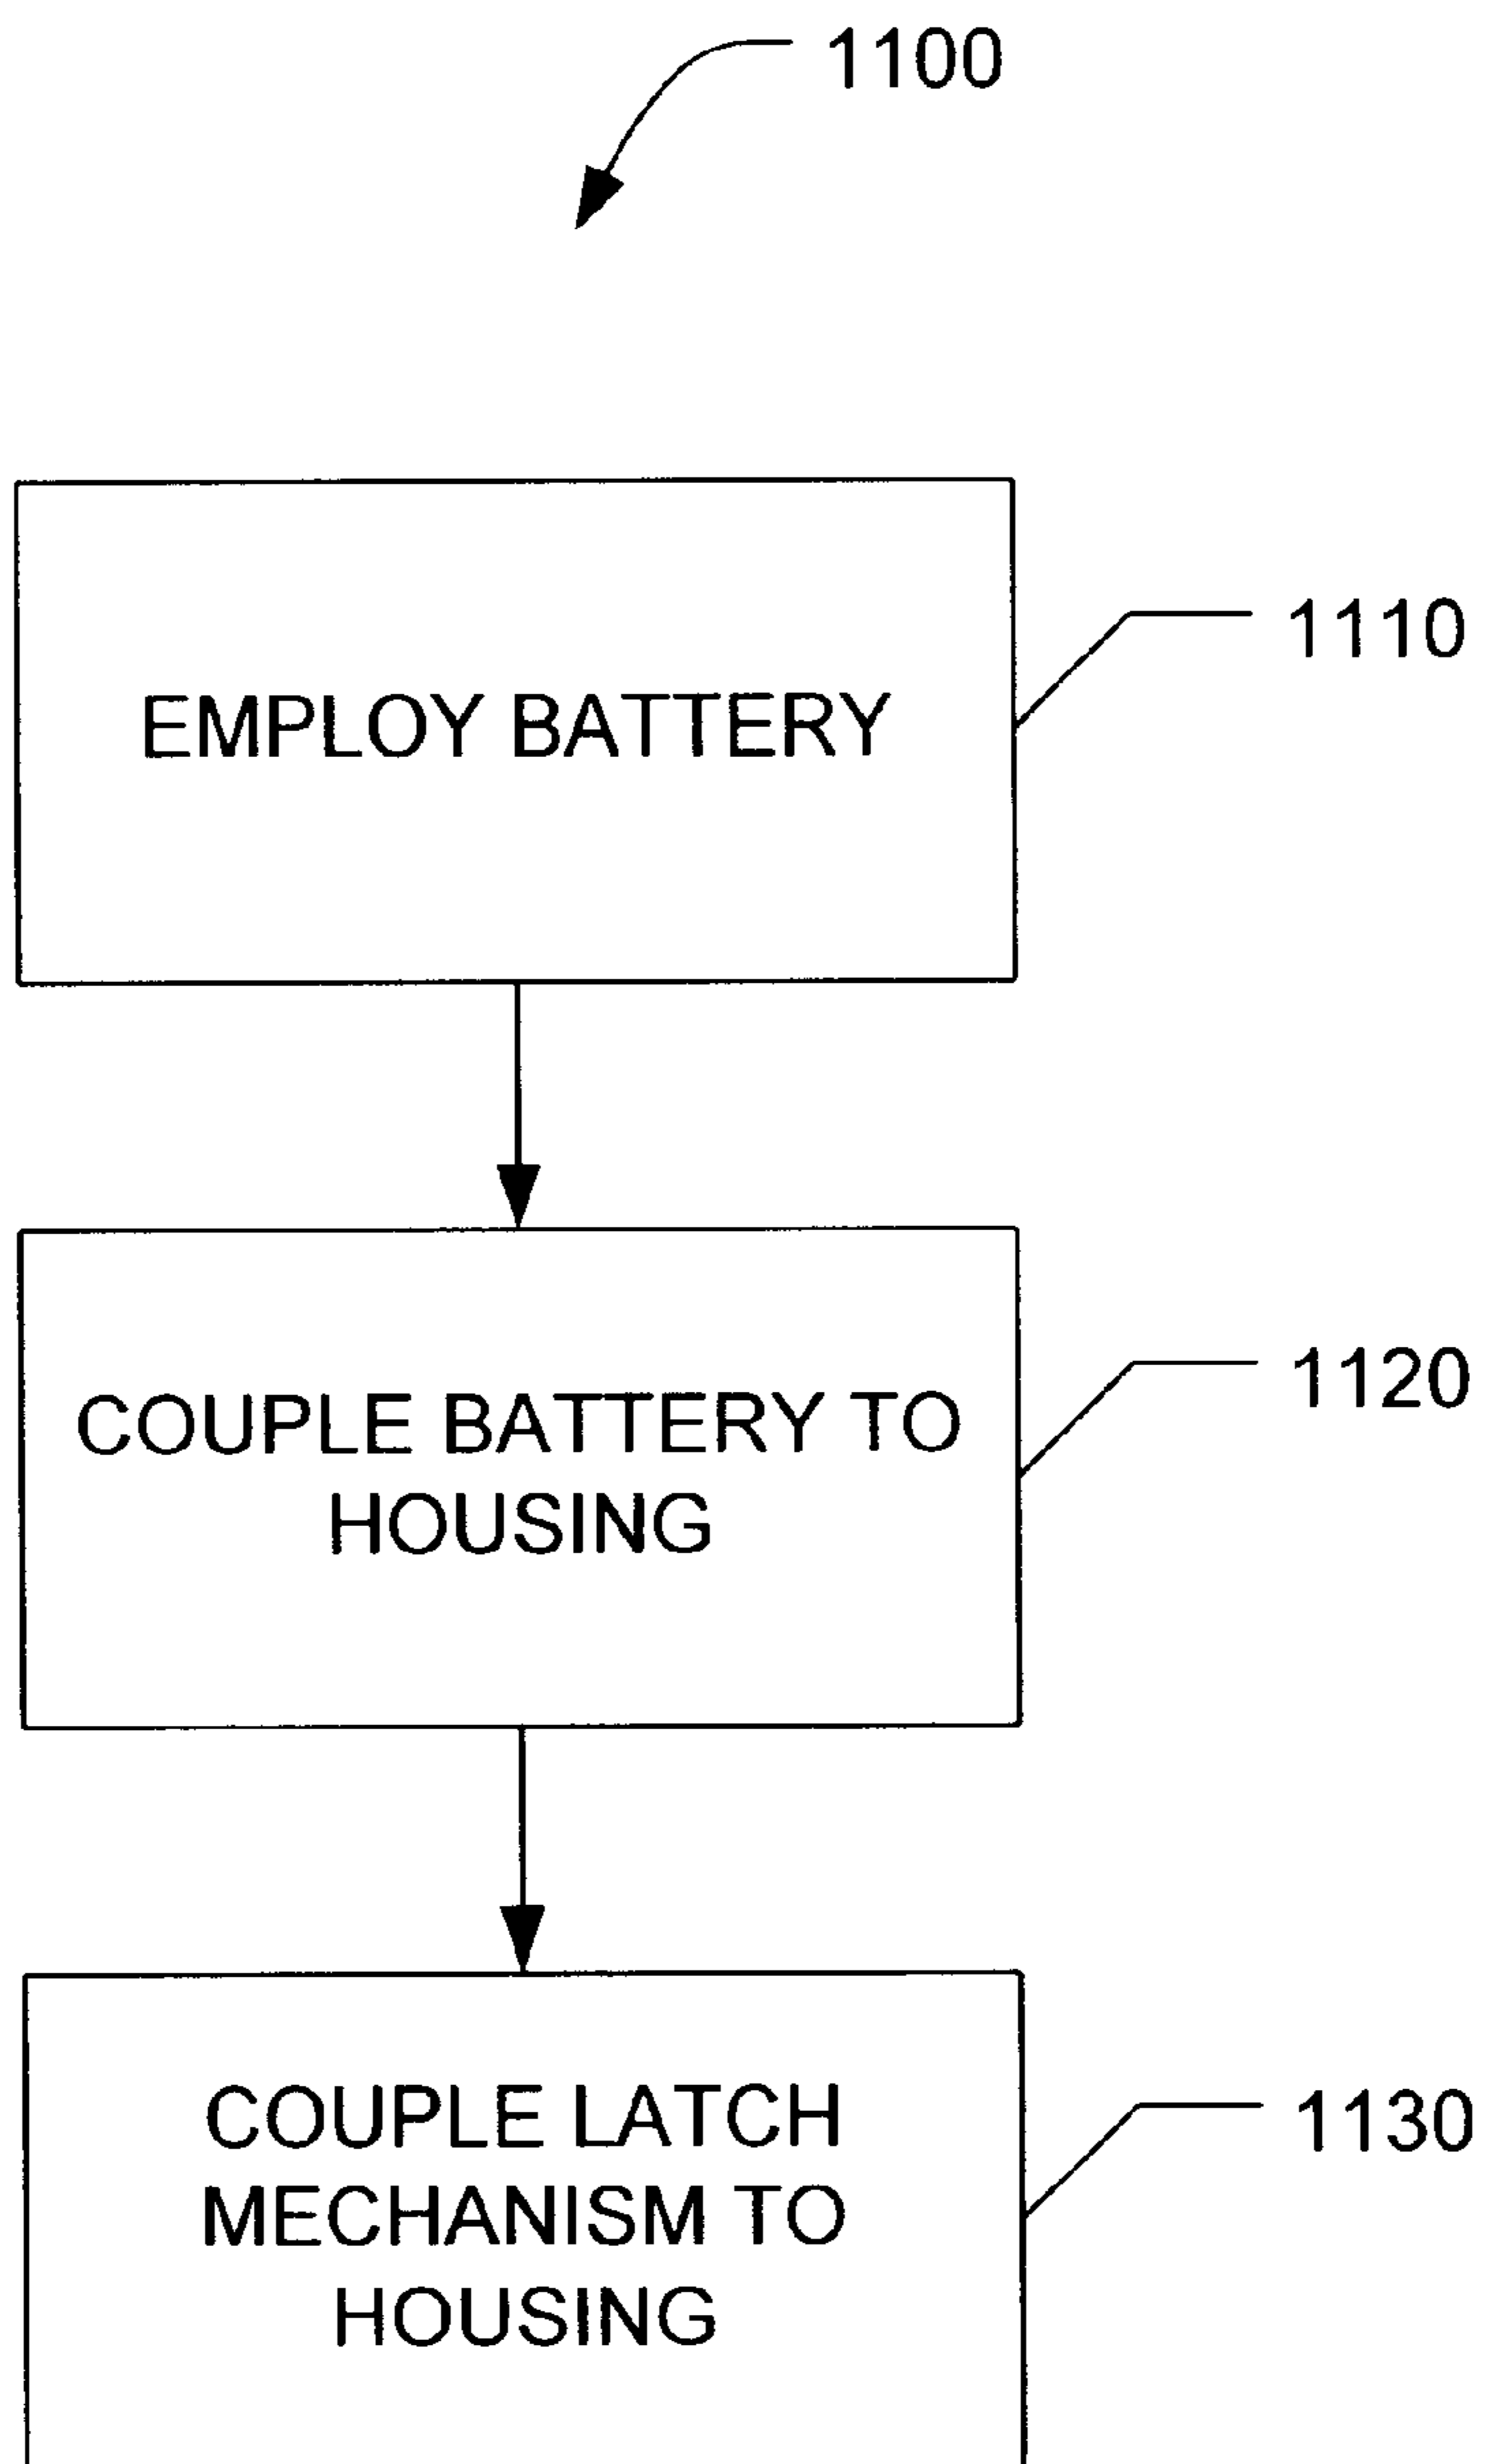 1100
EMPLOY BATTERY
1110
COUPLE BATTERY TO
HOUSING
1120
COUPLE LATCH
MECHANISM TO
HOUSING
1130